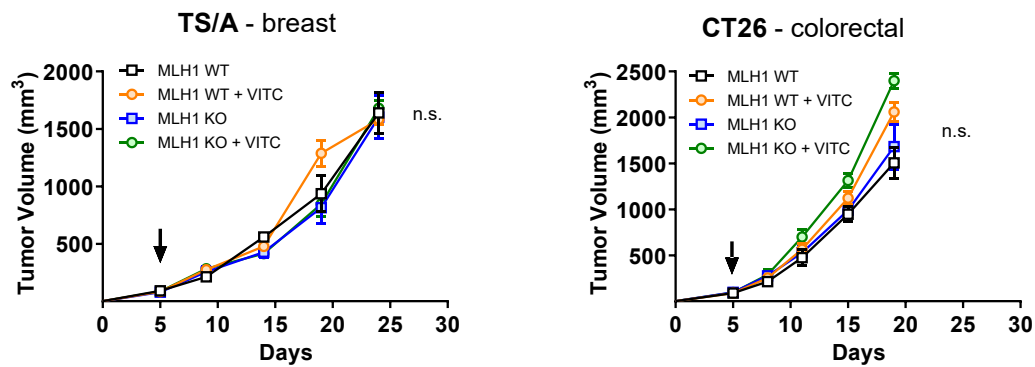 TS/A - breast
Tumor Volume (mm³)
2000
1500
1000
500
0
5
10
15
20
25
30
Days
MLH1 WT
MLH1 WT + VITC
MLH1 KO
MLH1 KO + VITC
n.s.
CT26 - colorectal
Tumor Volume (mm³)
2500
2000
1500
1000
500
0
5
10
15
20
25
30
Days
MLH1 WT
MLH1 WT + VITC
MLH1 KO
MLH1 KO + VITC
n.s.